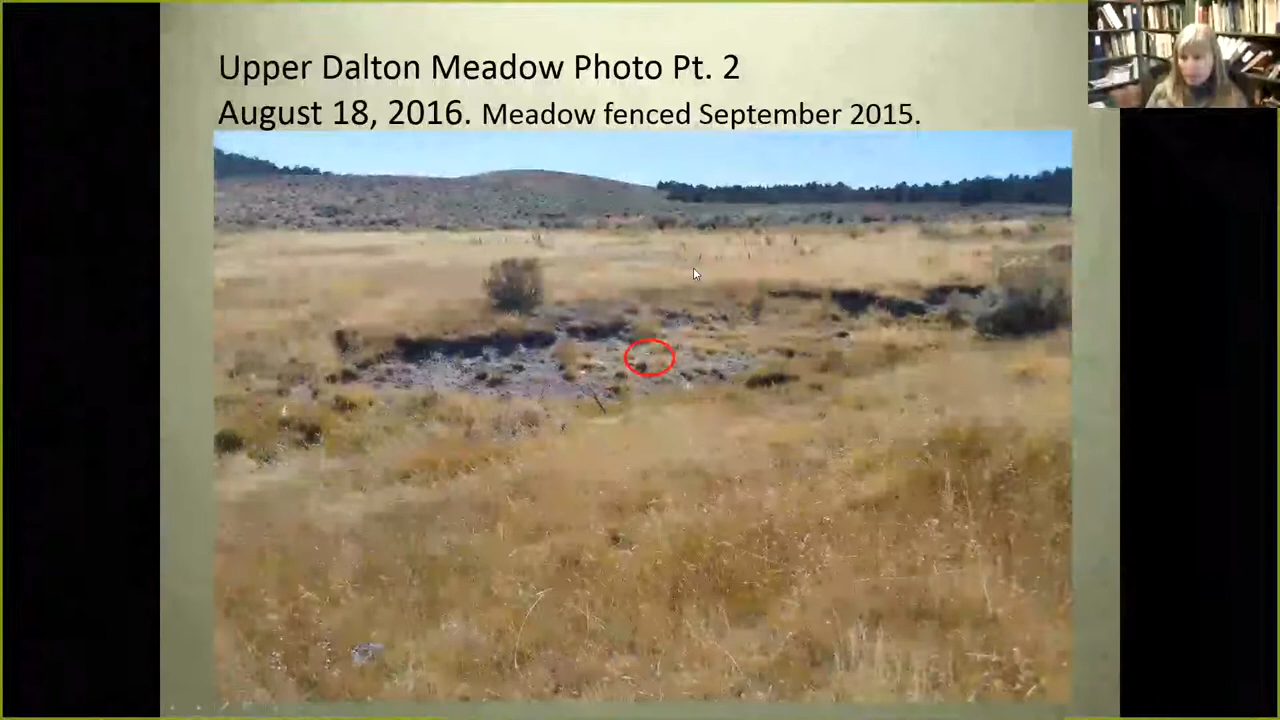 Upper Dalton Meadow Photo Pt. 2
August 18, 2016. Meadow fenced September 2015.